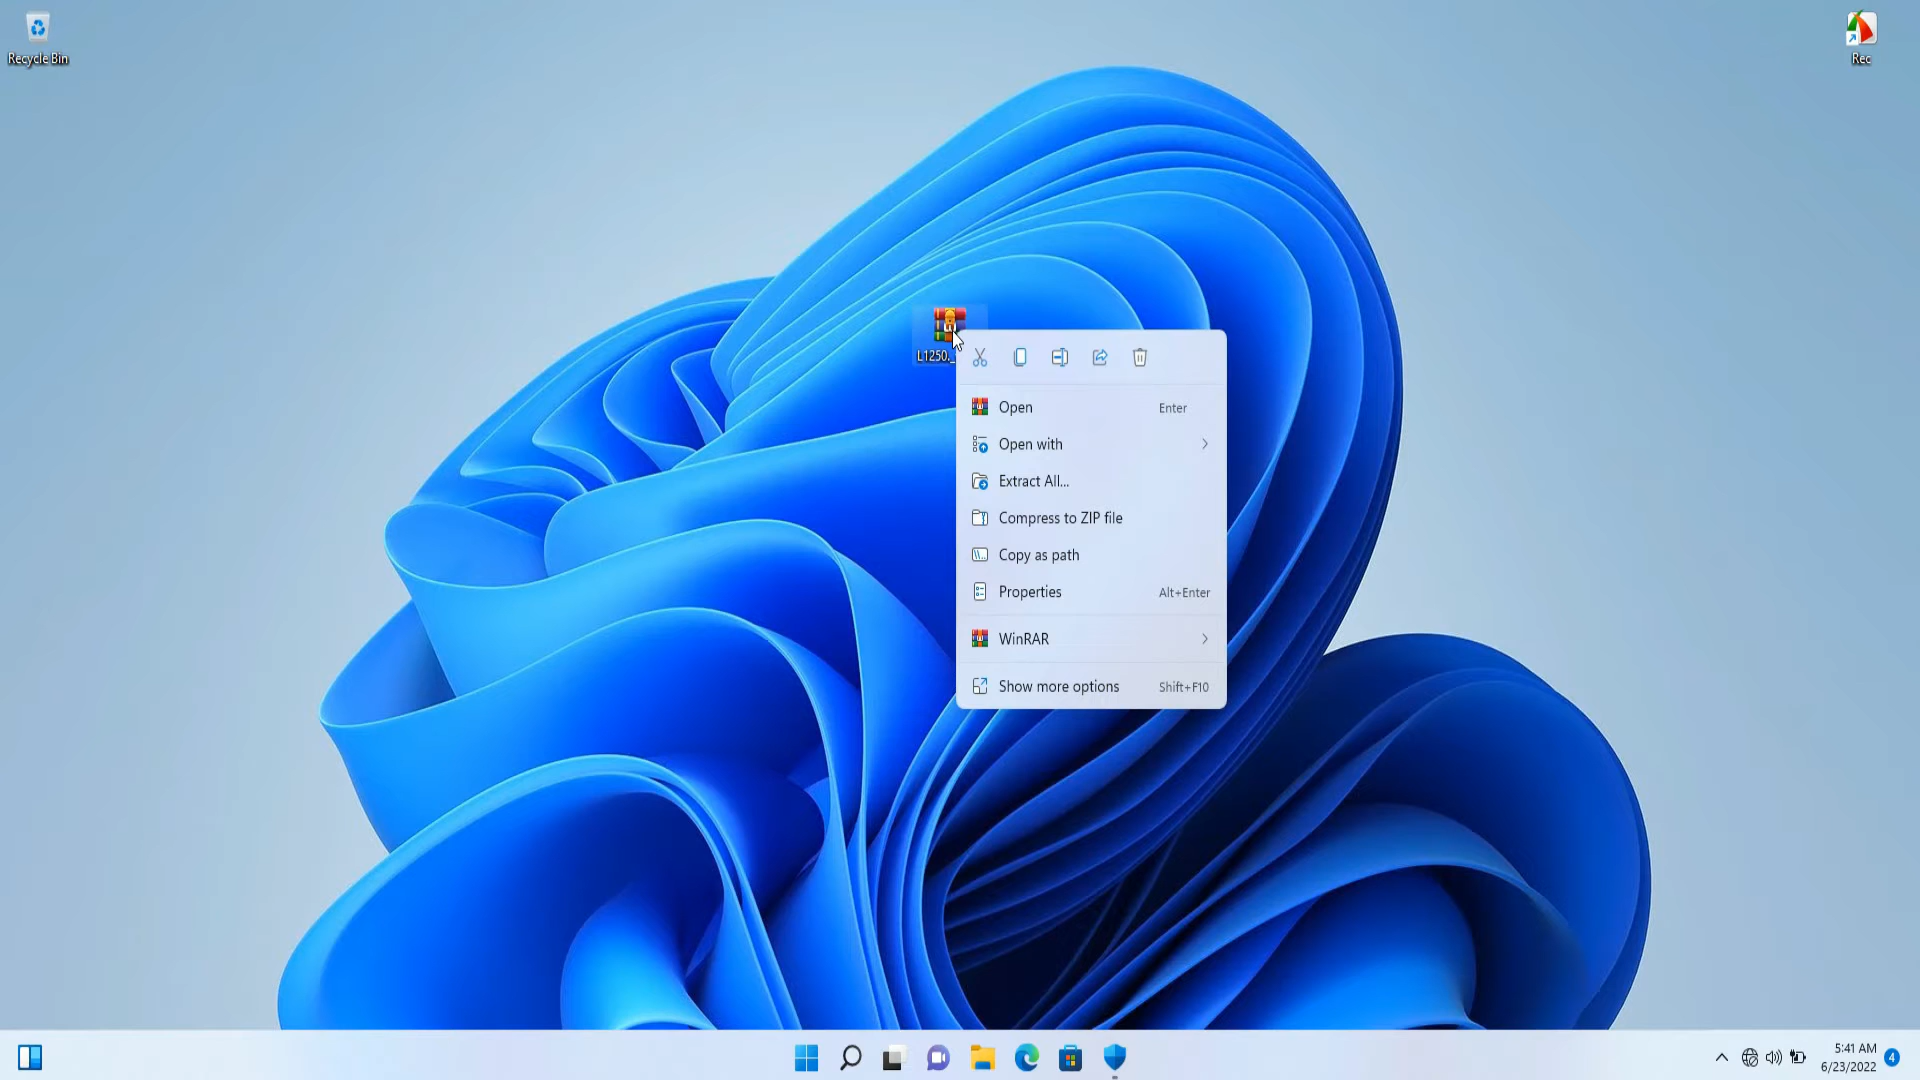 Recycle Bin
Rec
L1250._
Open Enter
Open with
Extract All...
Compress to ZIP file
Copy as path
Properties Alt+Enter
WinRAR
Show more options Shift+F10
5:41 AM
6/23/2022
4